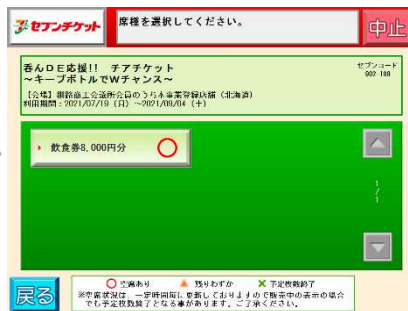 セブンチケット
席種を選択してください。
中止
呑んDE応援!! チアチケット
～キープボトルでWチャンス～
セブンコード
002-188
【会場】釧路商工会議所会員のうち本事業登録店舗（北海道）
利用期間：2021/07/19（月）～2021/09/04（土）
飲食券8,000円分
1/1
戻る
空席あり 残りわずか 予定枚数終了
※空席状況は、一定時間毎に更新しておりますので販売中の表示の場合
でも予定枚数終了となる事があります。ご了承ください。